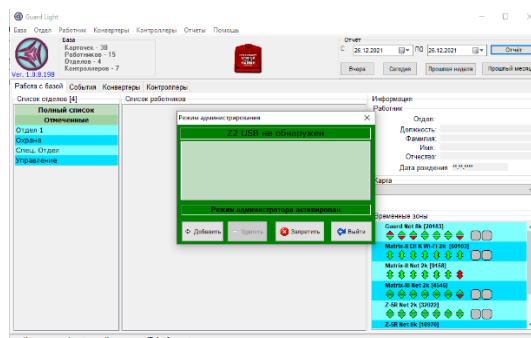 Guard Light
База Отдел Работник Конвертеры Контроллеры Отчеты Помощь
База
Карточек - 39
Работников - 15
Отделов - 4
Контроллеров - 7
Ver. 1.0.8.198
Отчет
С 26.12.2021 ПО 26.12.2021 Отчет
Вчера Сегодня Прошлая неделя Прошлый месяц
Работа с базой События Конвертеры Контроллеры
Список отделов [4]
Полный список
Отмеченные
Отдел 1
Охрана
Спец. Отдел
Управление
Список работников
Режим администрирования
Z2 USB не обнаружен
Режим администратора активирован
Добавить Удалить Запретить Выйти
Информация
Работник
Отдел:
Должность:
Фамилия:
Имя:
Отчество:
Дата рождения **.**.****
Карта
Временные зоны
Guard Net 8k [20183]
Matrix-II EH K Wi-Fi 2k [50103]
Matrix-II Net 2k [9158]
Matrix-III Net 2k [4545]
Z-5R Net 2k [32022]
Z-5R Net 8k [10970]